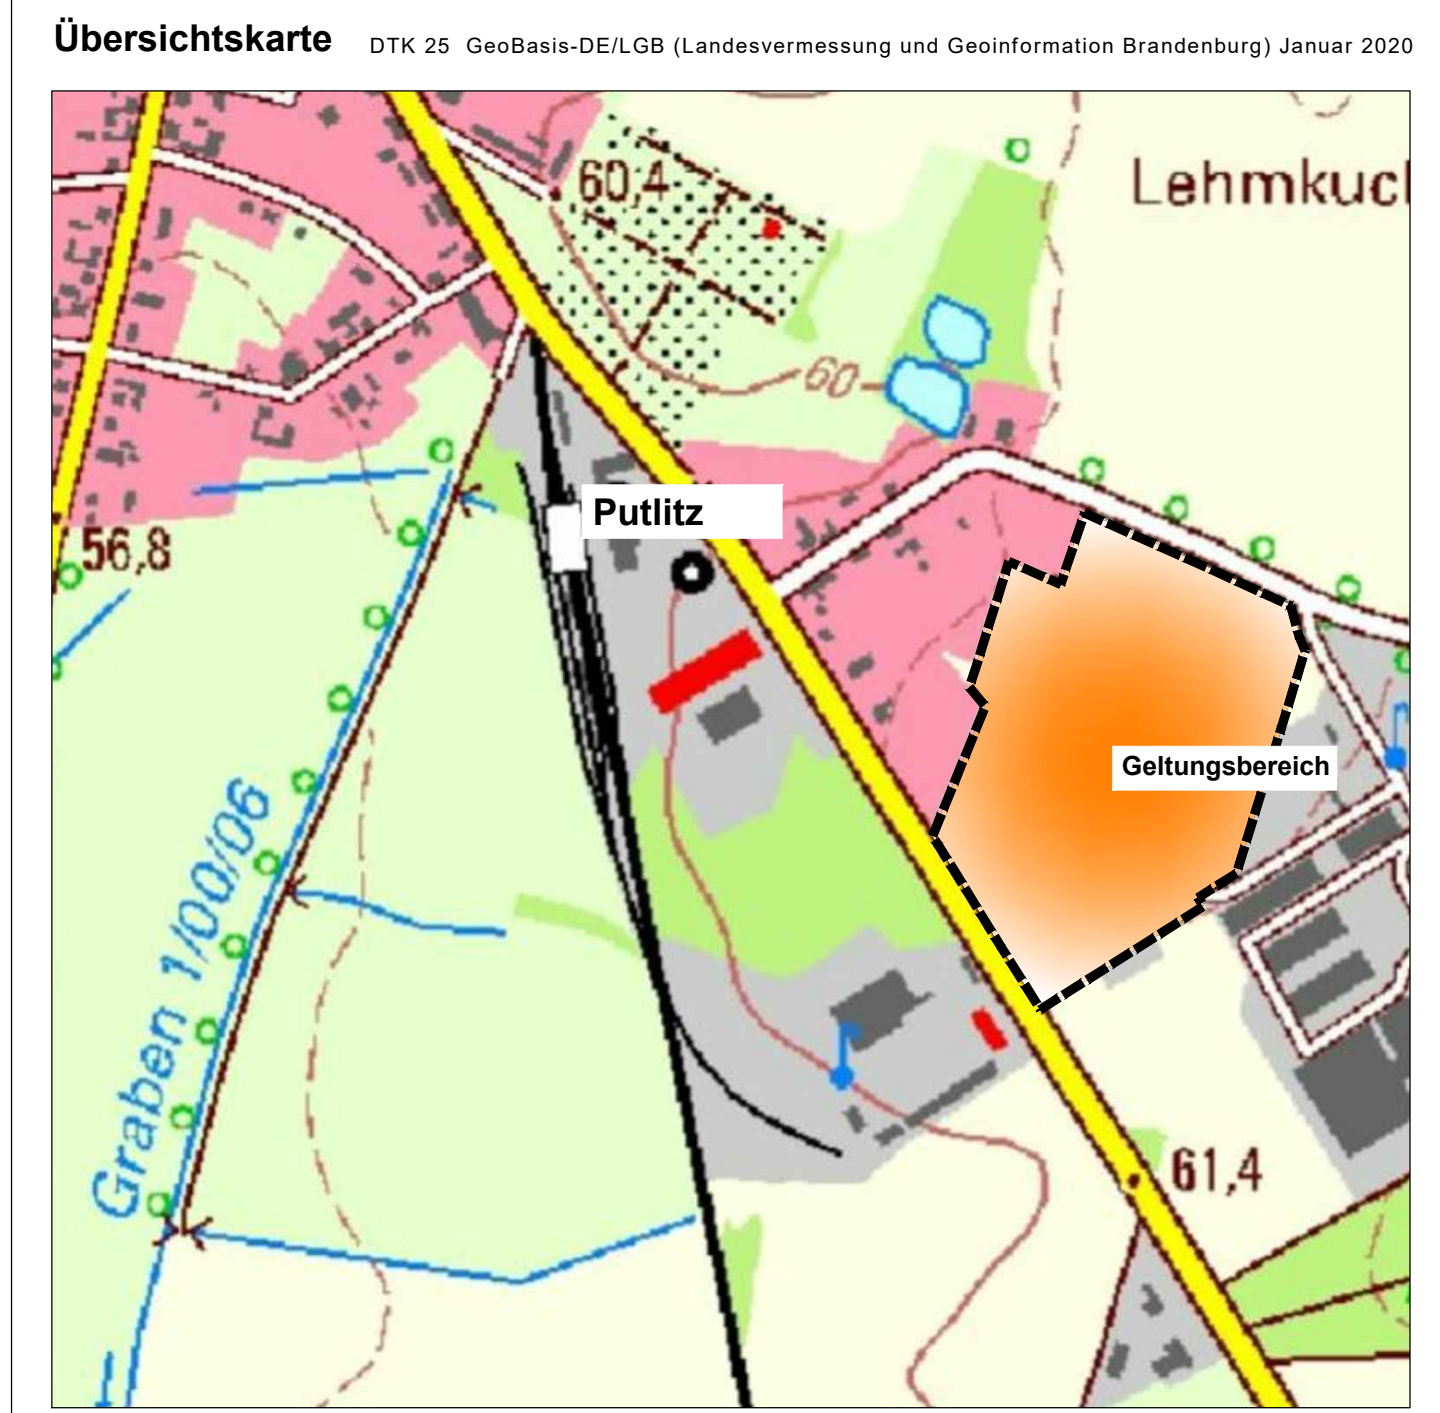 Übersichtskarte DTK 25 GeoBasis-DE/LGB (Landesvermessung und Geoinformation Brandenburg) Januar 2020
60,4
Lehmkucl
60
Putlitz
56,8
Geltungsbereich
Graben 1/00/06
61,4